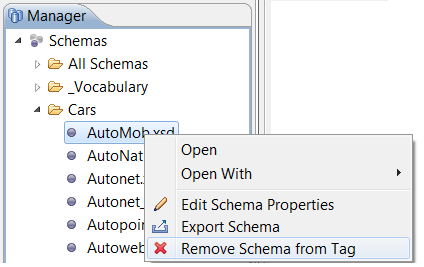 Manager
Schemas
All Schemas
_Vocabulary
Cars
AutoMob.xsd
AutoNat
Autonet.
Autonet_
Autopoin
Autoweb
Open
Open With
Edit Schema Properties
Export Schema
Remove Schema from Tag